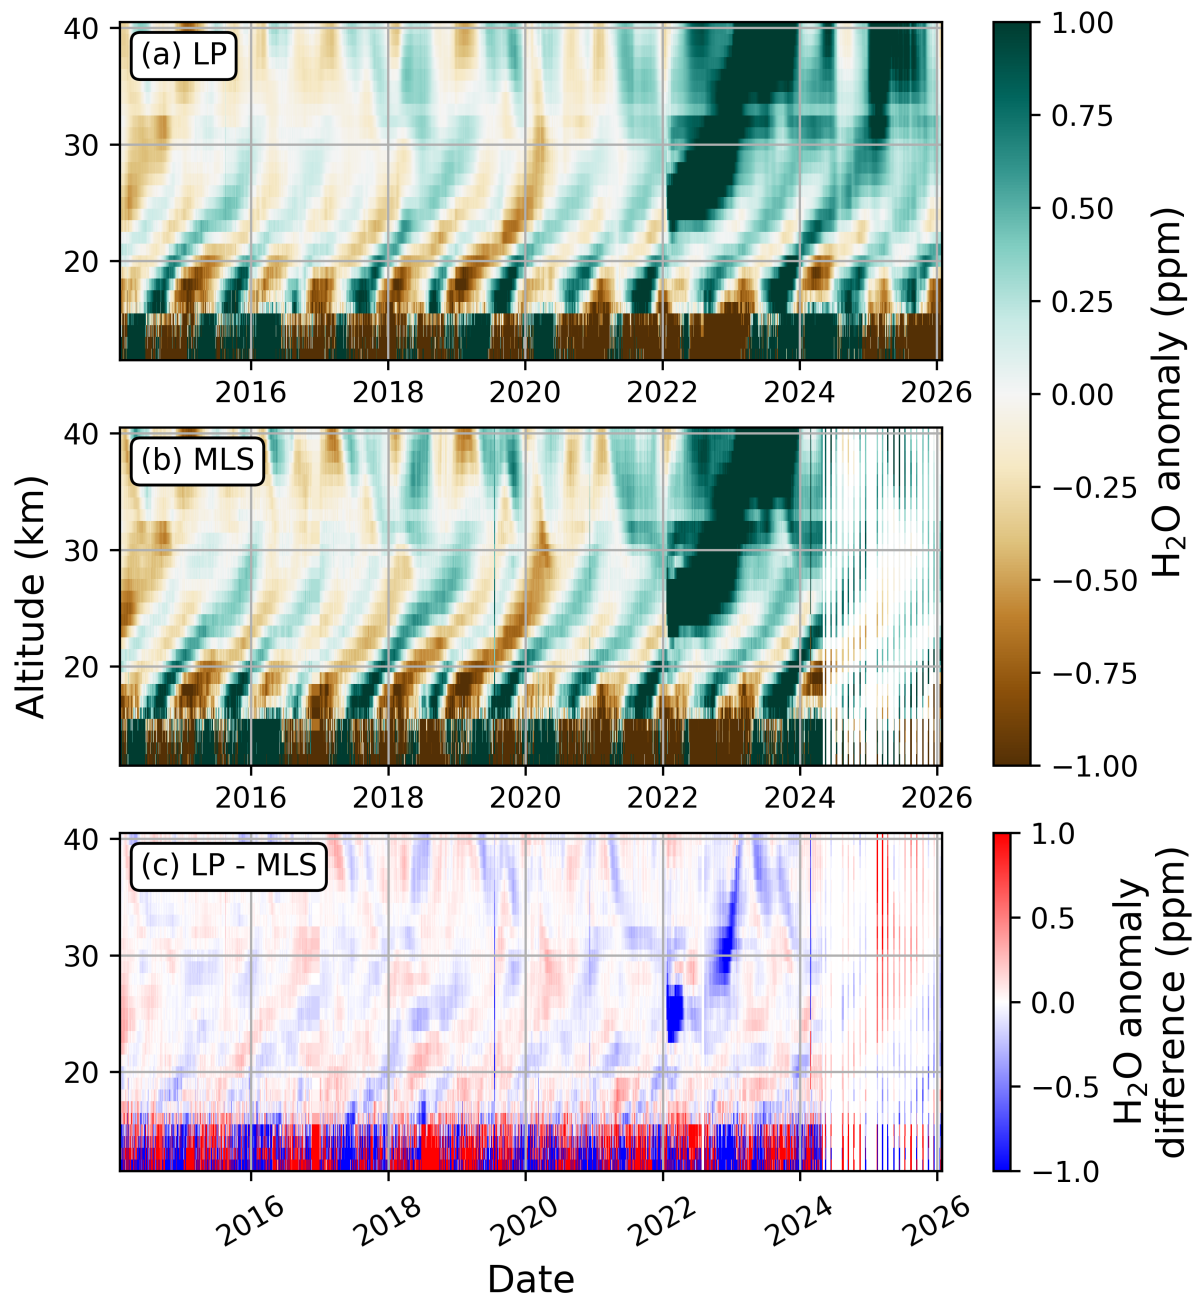 (a) LP
40
30
20
2016 2018 2020 2022 2024 2026
(b) MLS
40
30
20
2016 2018 2020 2022 2024 2026
(c) LP - MLS
40
30
20
2016 2018 2020 2022 2024 2026
Altitude (km)
Date
1.00
0.75
0.50
0.25
0.00
−0.25
−0.50
−0.75
−1.00
H₂O anomaly (ppm)
1.0
0.5
0.0
−0.5
−1.0
H₂O anomaly
difference (ppm)